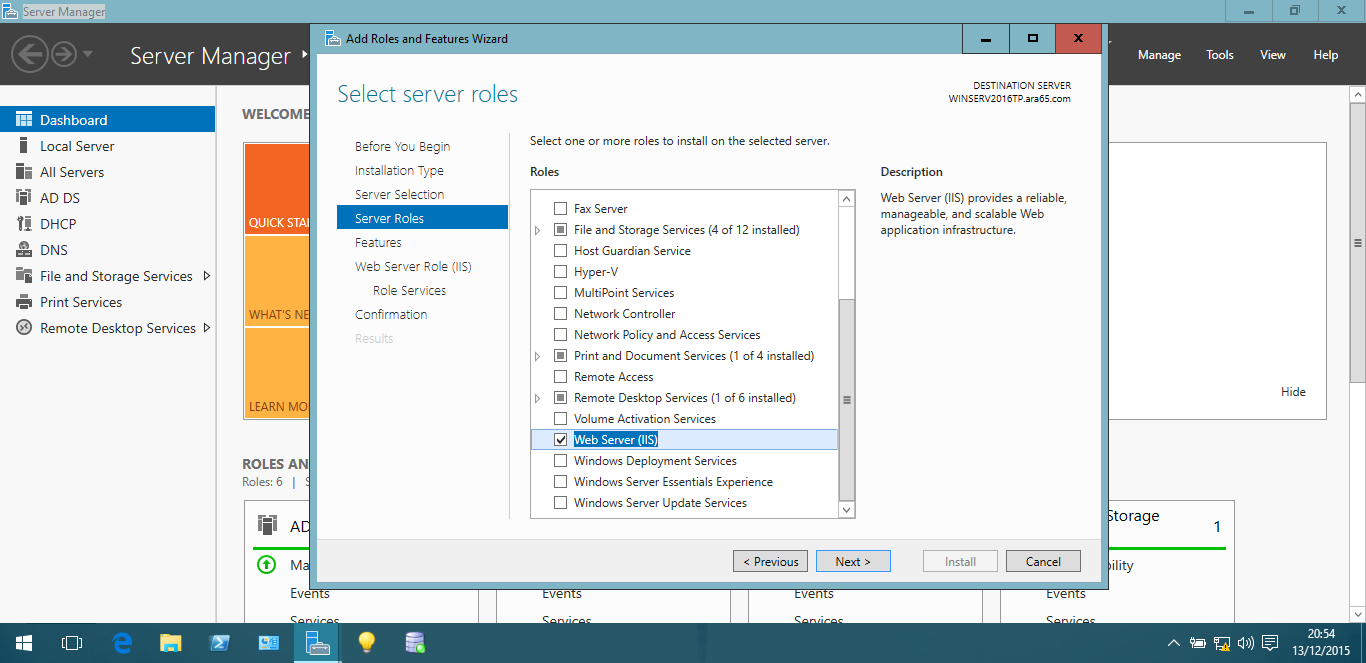 Server Manager
Add Roles and Features Wizard
Server Manager
Manage
Tools
View
Help
Dashboard
Local Server
All Servers
AD DS
DHCP
DNS
File and Storage Services
Print Services
Remote Desktop Services
WELCOME
QUICK STA
WHAT'S NE
LEARN MO
Hide
ROLES AN
Roles: 6 | S
AD
Ma
Events
Services
Events
Services
Events
Services
Storage
1
bility
Events
Services
Select server roles
DESTINATION SERVER
WINSERV2016TP.ara65.com
Before You Begin
Installation Type
Server Selection
Server Roles
Features
Web Server Role (IIS)
Role Services
Confirmation
Results
Select one or more roles to install on the selected server.
Roles
Fax Server
File and Storage Services (4 of 12 installed)
Host Guardian Service
Hyper-V
MultiPoint Services
Network Controller
Network Policy and Access Services
Print and Document Services (1 of 4 installed)
Remote Access
Remote Desktop Services (1 of 6 installed)
Volume Activation Services
Web Server (IIS)
Windows Deployment Services
Windows Server Essentials Experience
Windows Server Update Services
Description
Web Server (IIS) provides a reliable,
manageable, and scalable Web
application infrastructure.
< Previous
Next >
Install
Cancel
20:54
13/12/2015